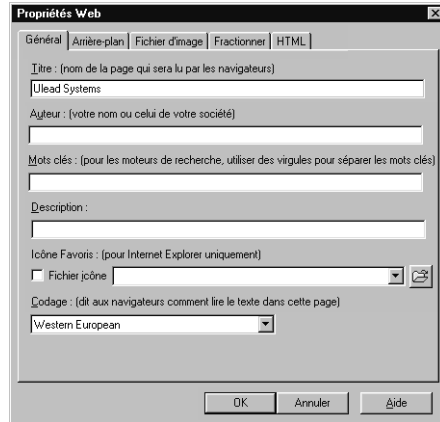 Propriétés Web
Général Arrière-plan Fichier d'image Fractionner HTML
Titre : (nom de la page qui sera lu par les navigateurs)
Ulead Systems
Auteur : (votre nom ou celui de votre société)
Mots clés : (pour les moteurs de recherche, utiliser des virgules pour séparer les mots clés)
Description :
Icône Favoris : (pour Internet Explorer uniquement)
Fichier icône
Codage : (dit aux navigateurs comment lire le texte dans cette page)
Western European
OK Annuler Aide